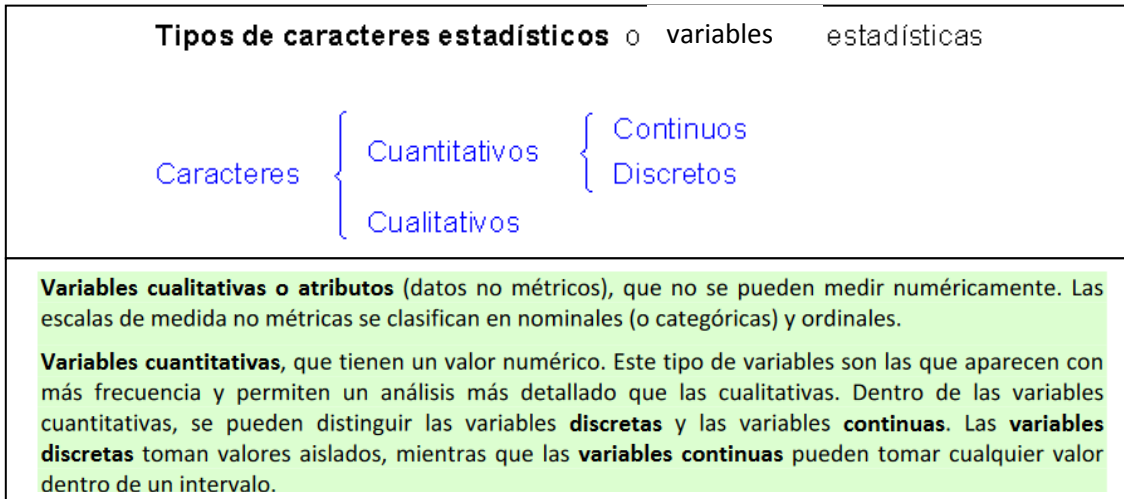 Tipos de caracteres estadísticos o variables estadísticas
Continuos
Cuantitativos
Caracteres
Discretos
Cualitativos
Variables cualitativas o atributos (datos no métricos), que no se pueden medir numéricamente. Las
escalas de medida no métricas se clasifican en nominales (o categóricas) y ordinales.
Variables cuantitativas, que tienen un valor numérico. Este tipo de variables son las que aparecen con
más frecuencia y permiten un análisis más detallado que las cualitativas. Dentro de las variables
cuantitativas, se pueden distinguir las variables discretas y las variables continuas. Las variables
discretas toman valores aislados, mientras que las variables continuas pueden tomar cualquier valor
dentro de un intervalo.